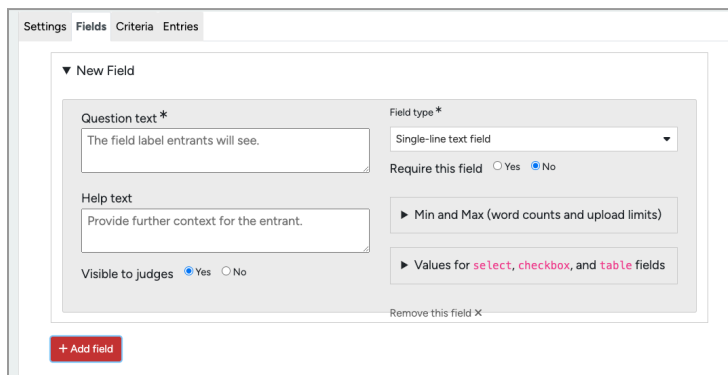 Settings Fields Criteria Entries
▼ New Field
Question text *
The field label entrants will see.
Help text
Provide further context for the entrant.
Visible to judges Yes No
Field type *
Single-line text field
Require this field Yes No
▶ Min and Max (word counts and upload limits)
▶ Values for select, checkbox, and table fields
Remove this field ✕
+ Add field